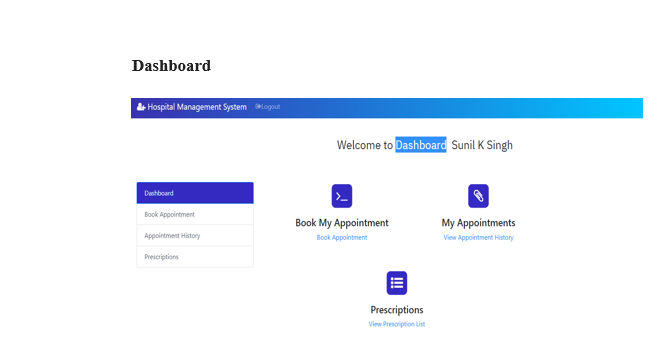 Dashboard
Hospital Management System Logout
Welcome to Dashboard Sunil K Singh
Dashboard
Book Appointment
Appointment History
Prescriptions
Book My Appointment
Book Appointment
My Appointments
View Appointment History
Prescriptions
View Prescription List